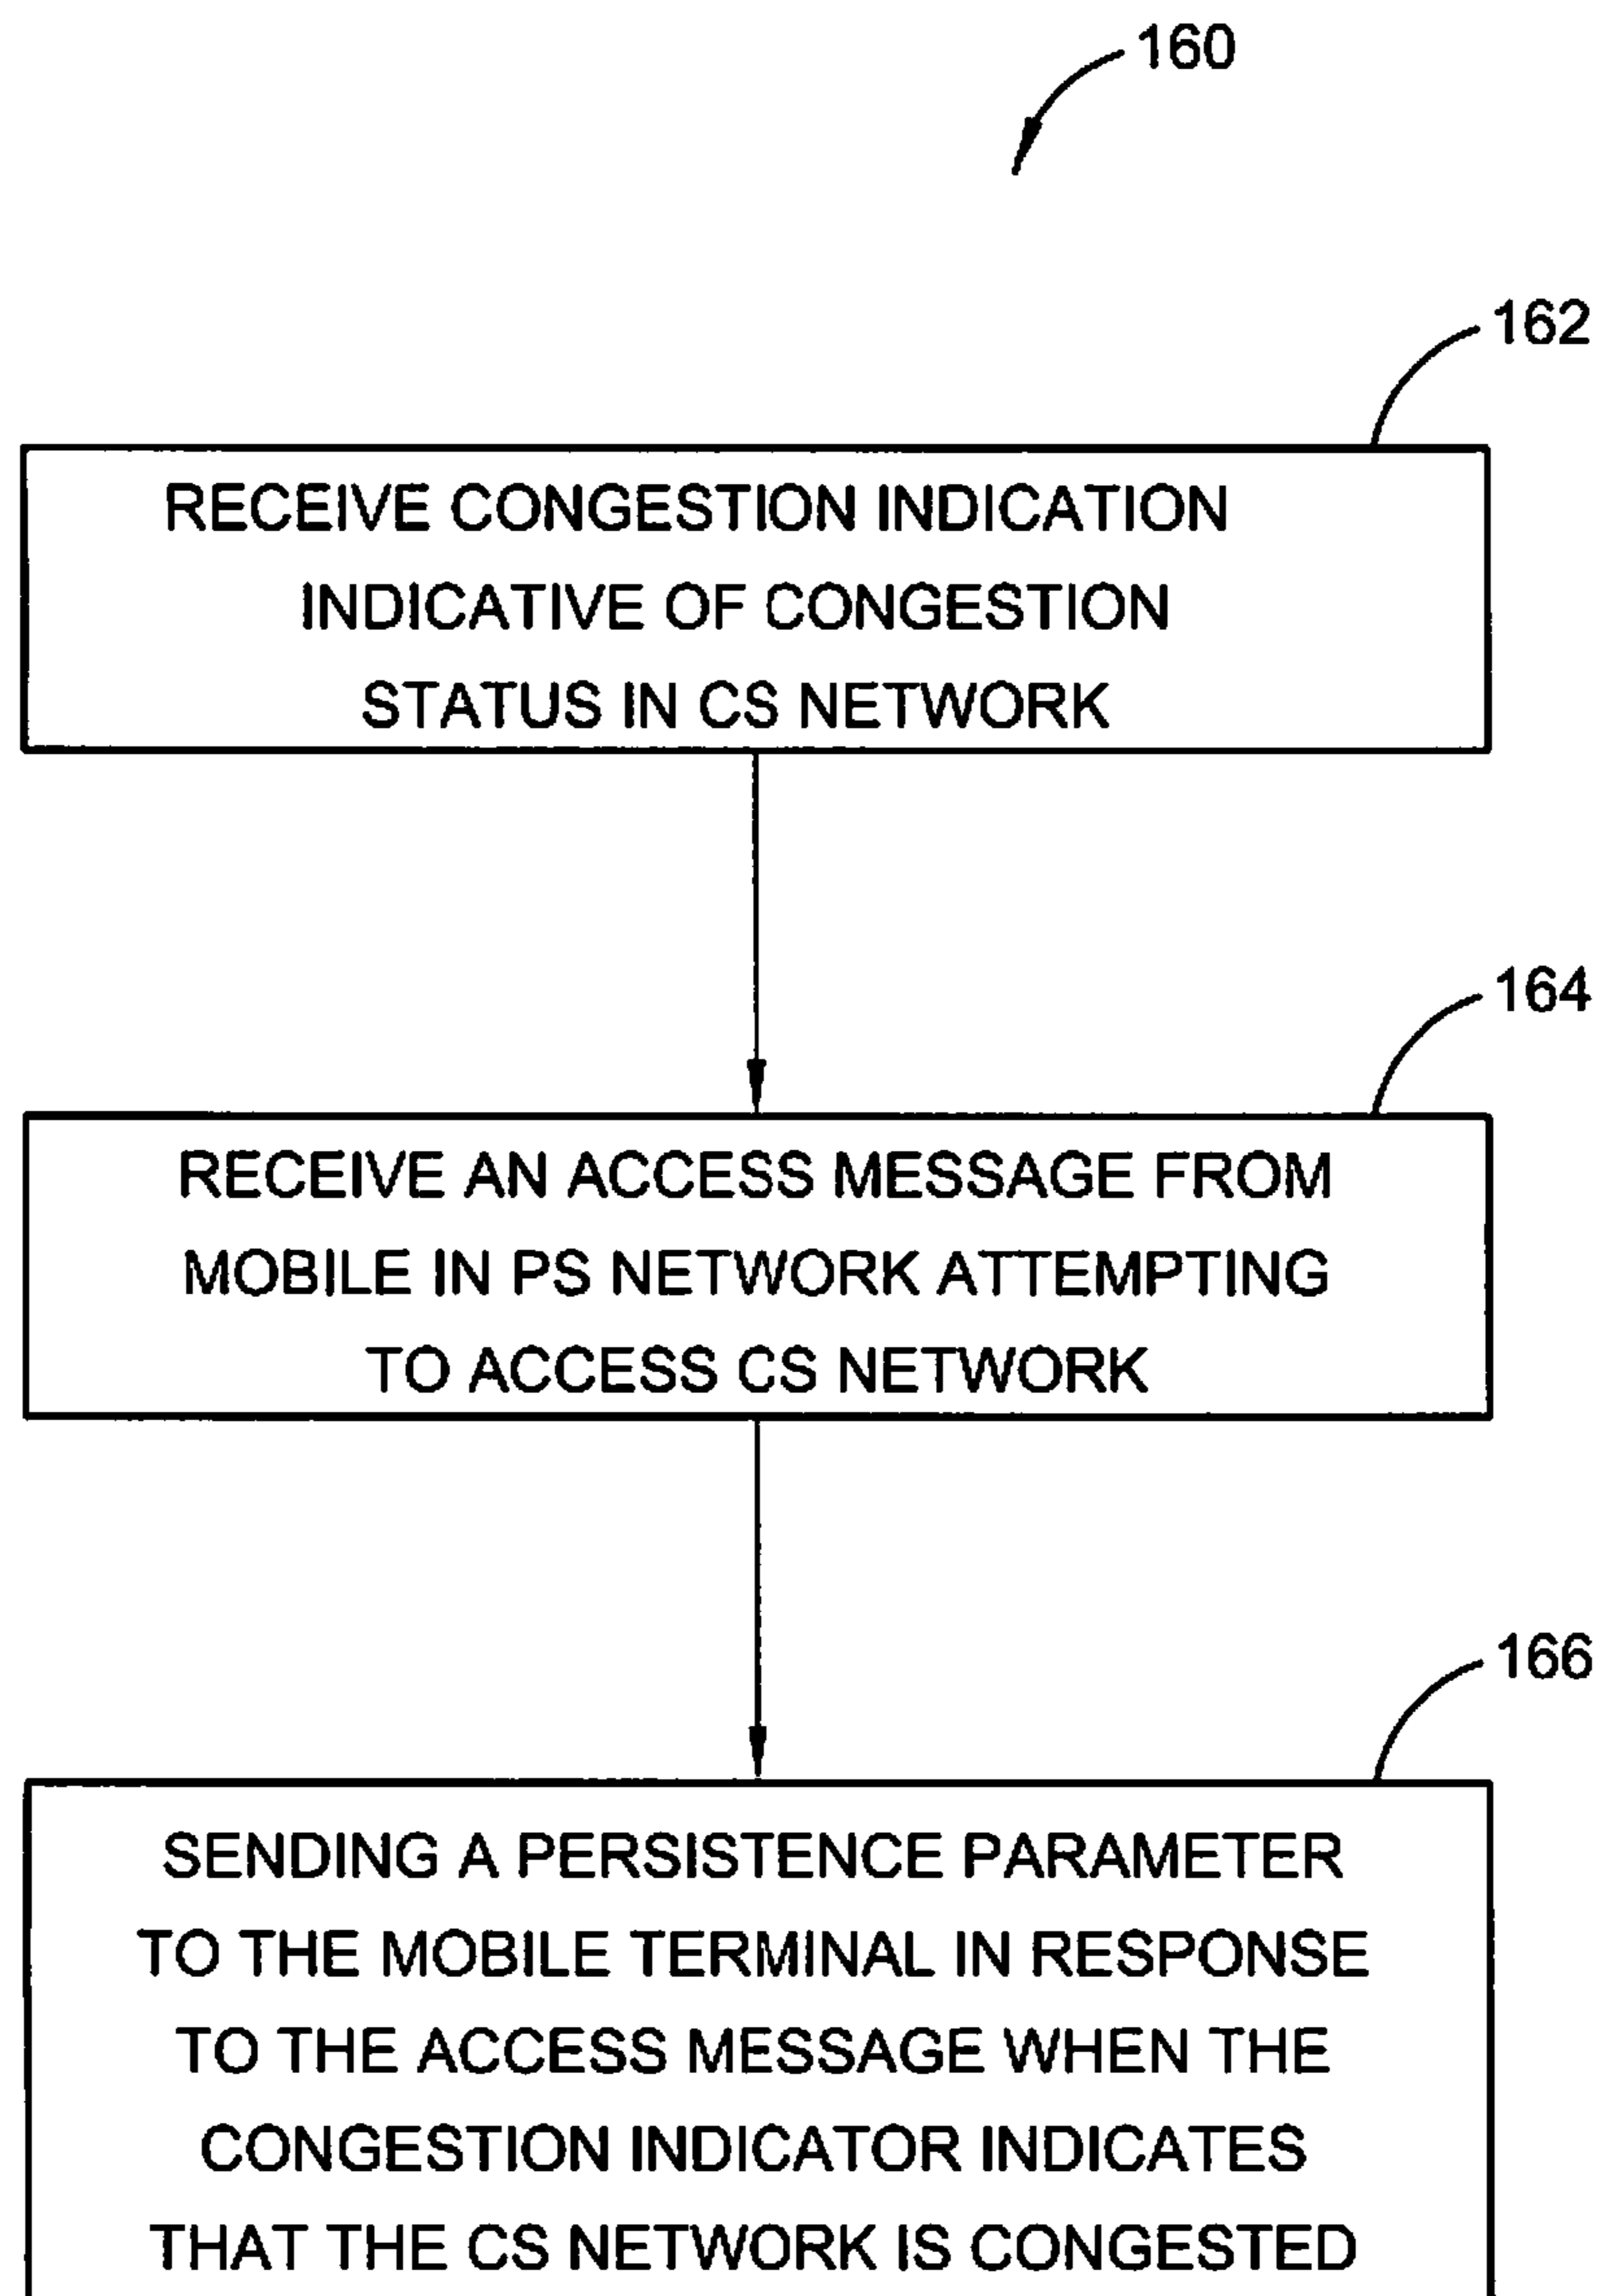 160
162
RECEIVE CONGESTION INDICATION
INDICATIVE OF CONGESTION
STATUS IN CS NETWORK
164
RECEIVE AN ACCESS MESSAGE FROM
MOBILE IN PS NETWORK ATTEMPTING
TO ACCESS CS NETWORK
166
SENDING A PERSISTENCE PARAMETER
TO THE MOBILE TERMINAL IN RESPONSE
TO THE ACCESS MESSAGE WHEN THE
CONGESTION INDICATOR INDICATES
THAT THE CS NETWORK IS CONGESTED